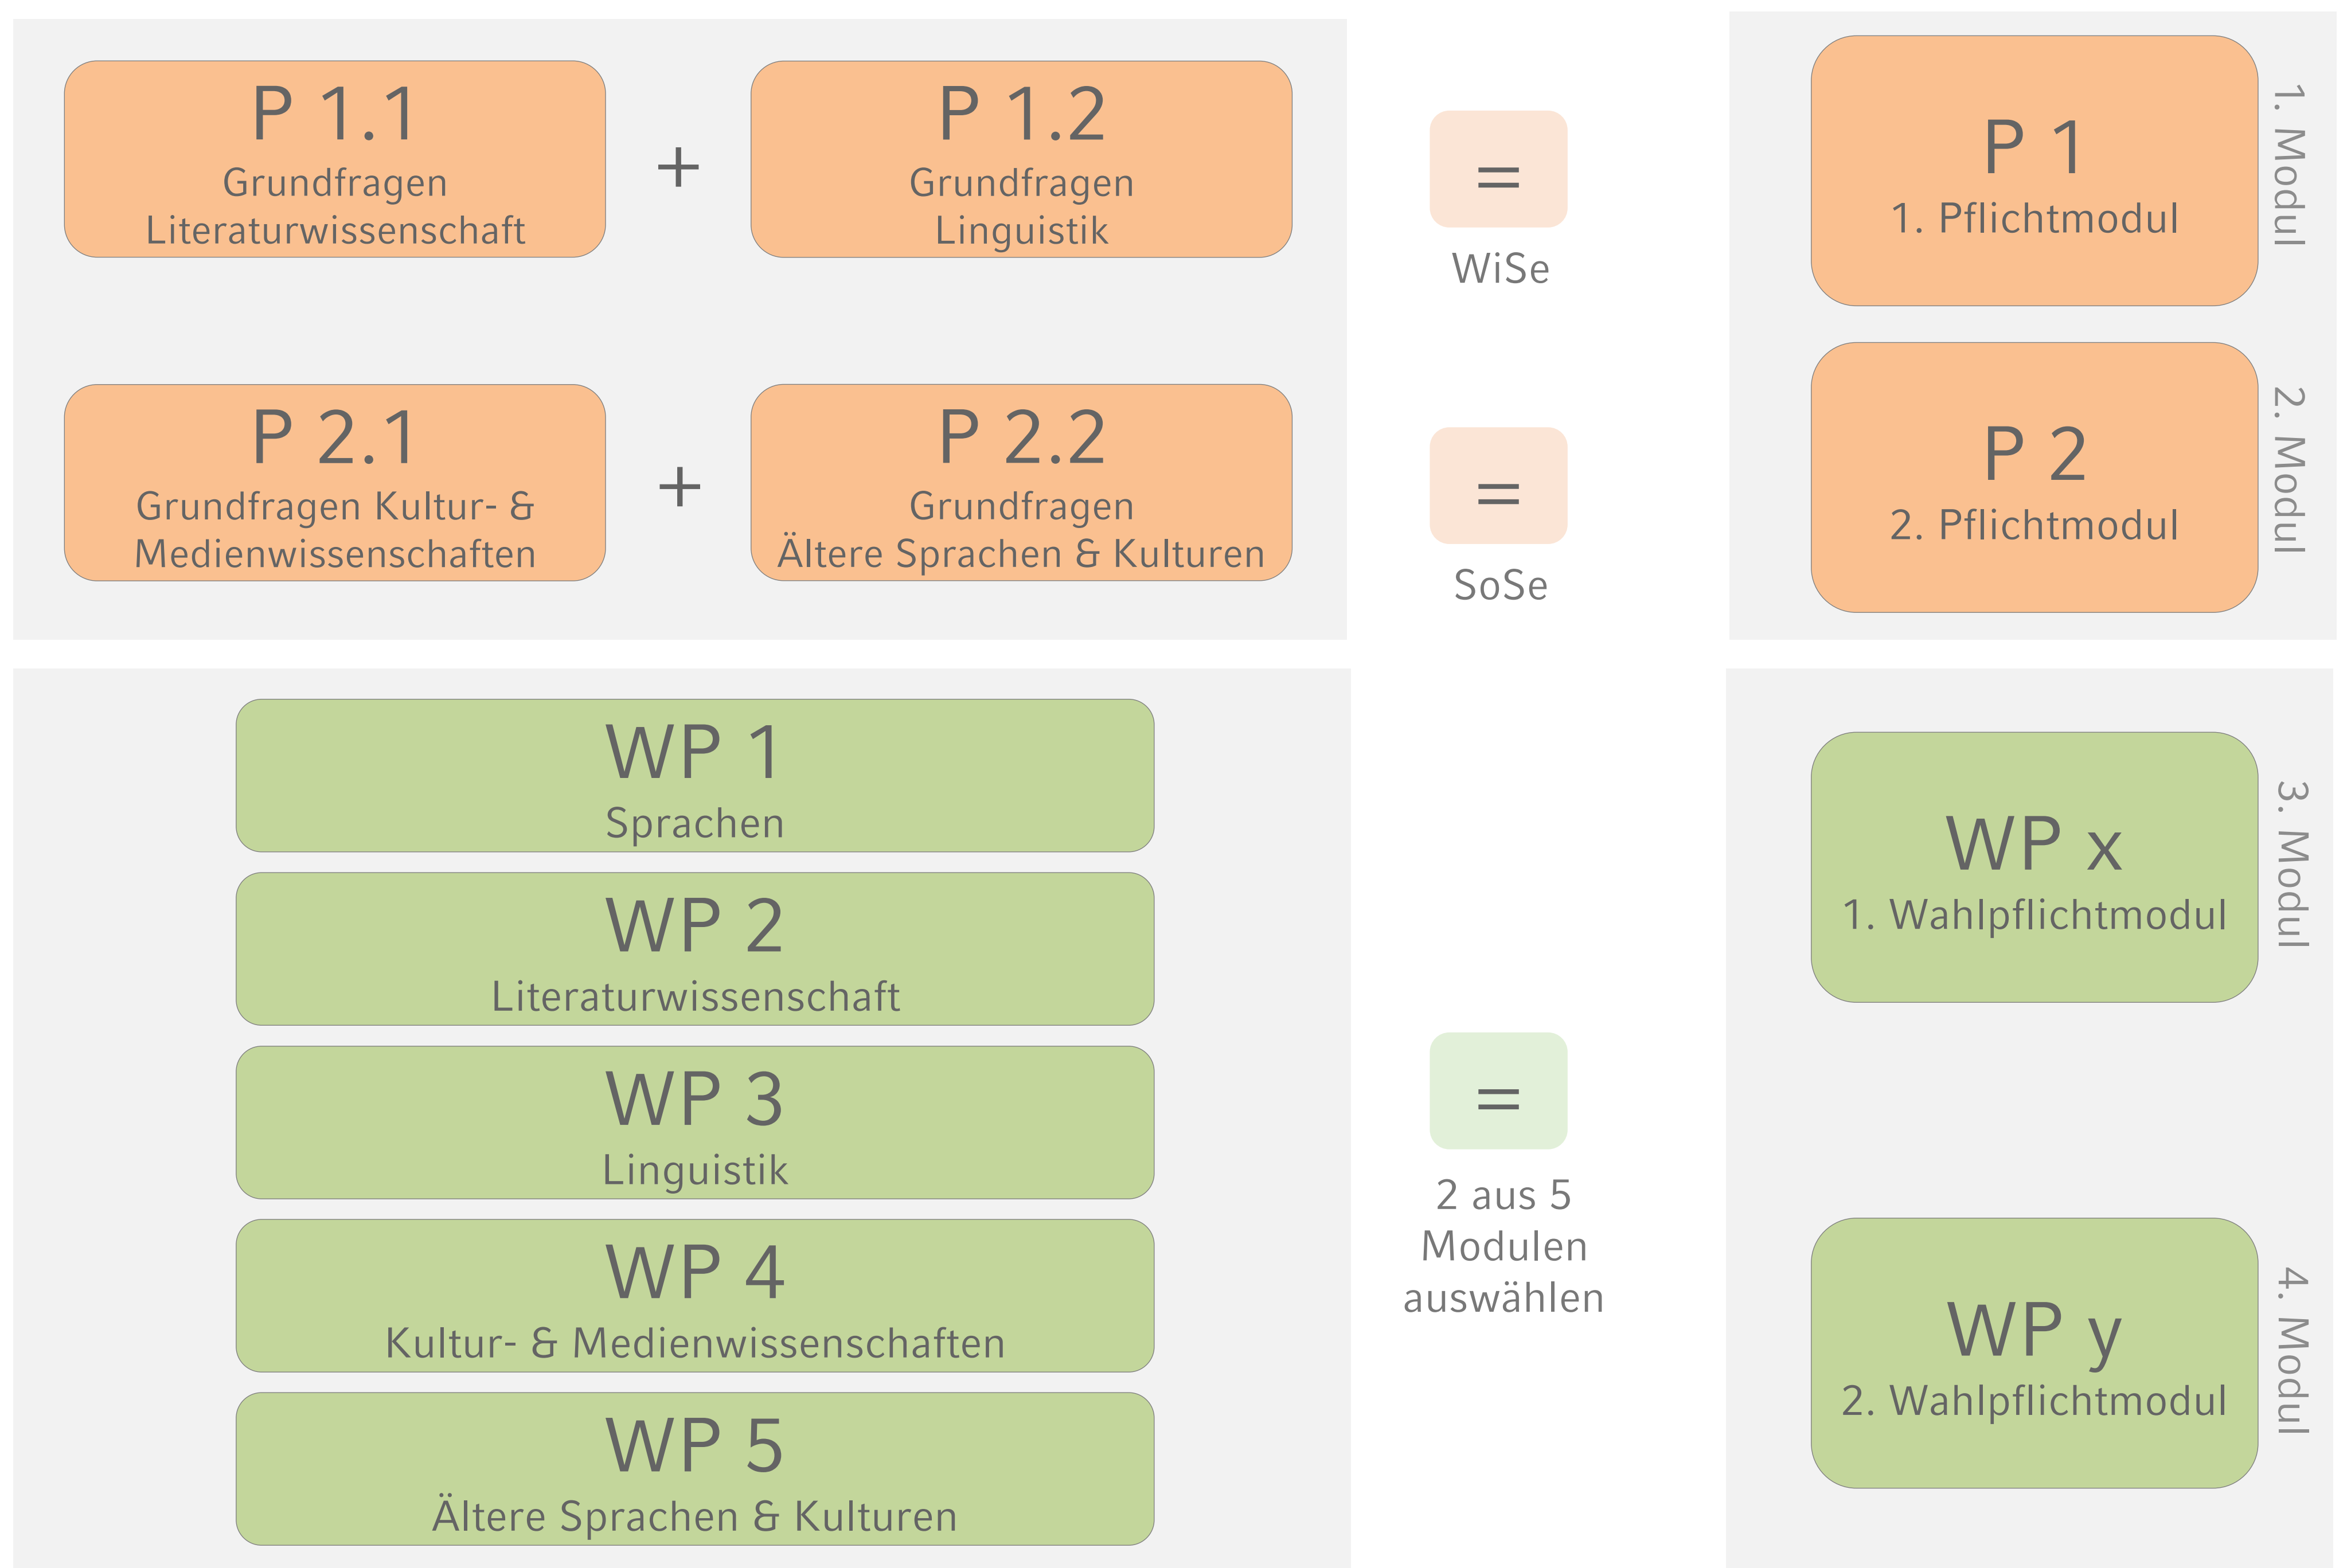 P 1.1
Grundfragen
Literaturwissenschaft
+
P 1.2
Grundfragen
Linguistik
=
WiSe
P 1
1. Pflichtmodul
1. Modul
P 2.1
Grundfragen Kultur- &
Medienwissenschaften
+
P 2.2
Grundfragen
Ältere Sprachen & Kulturen
=
SoSe
P 2
2. Pflichtmodul
2. Modul
WP 1
Sprachen
WP 2
Literaturwissenschaft
WP 3
Linguistik
WP 4
Kultur- & Medienwissenschaften
WP 5
Ältere Sprachen & Kulturen
=
2 aus 5
Modulen
auswählen
WP x
1. Wahlpflichtmodul
3. Modul
WP y
2. Wahlpflichtmodul
4. Modul